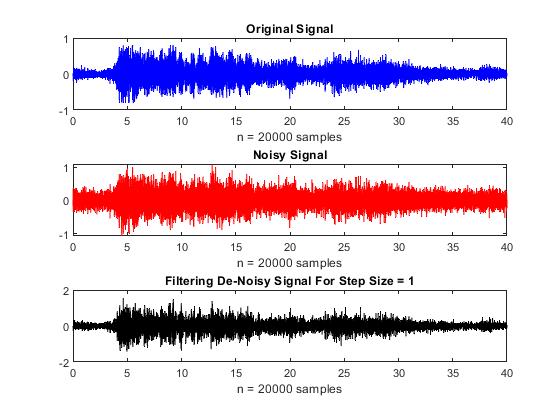 Original Signal
1
0
-1
0 5 10 15 20 25 30 35 40
n = 20000 samples
Noisy Signal
1
0
-1
0 5 10 15 20 25 30 35 40
n = 20000 samples
Filtering De-Noisy Signal For Step Size = 1
2
0
-2
0 5 10 15 20 25 30 35 40
n = 20000 samples